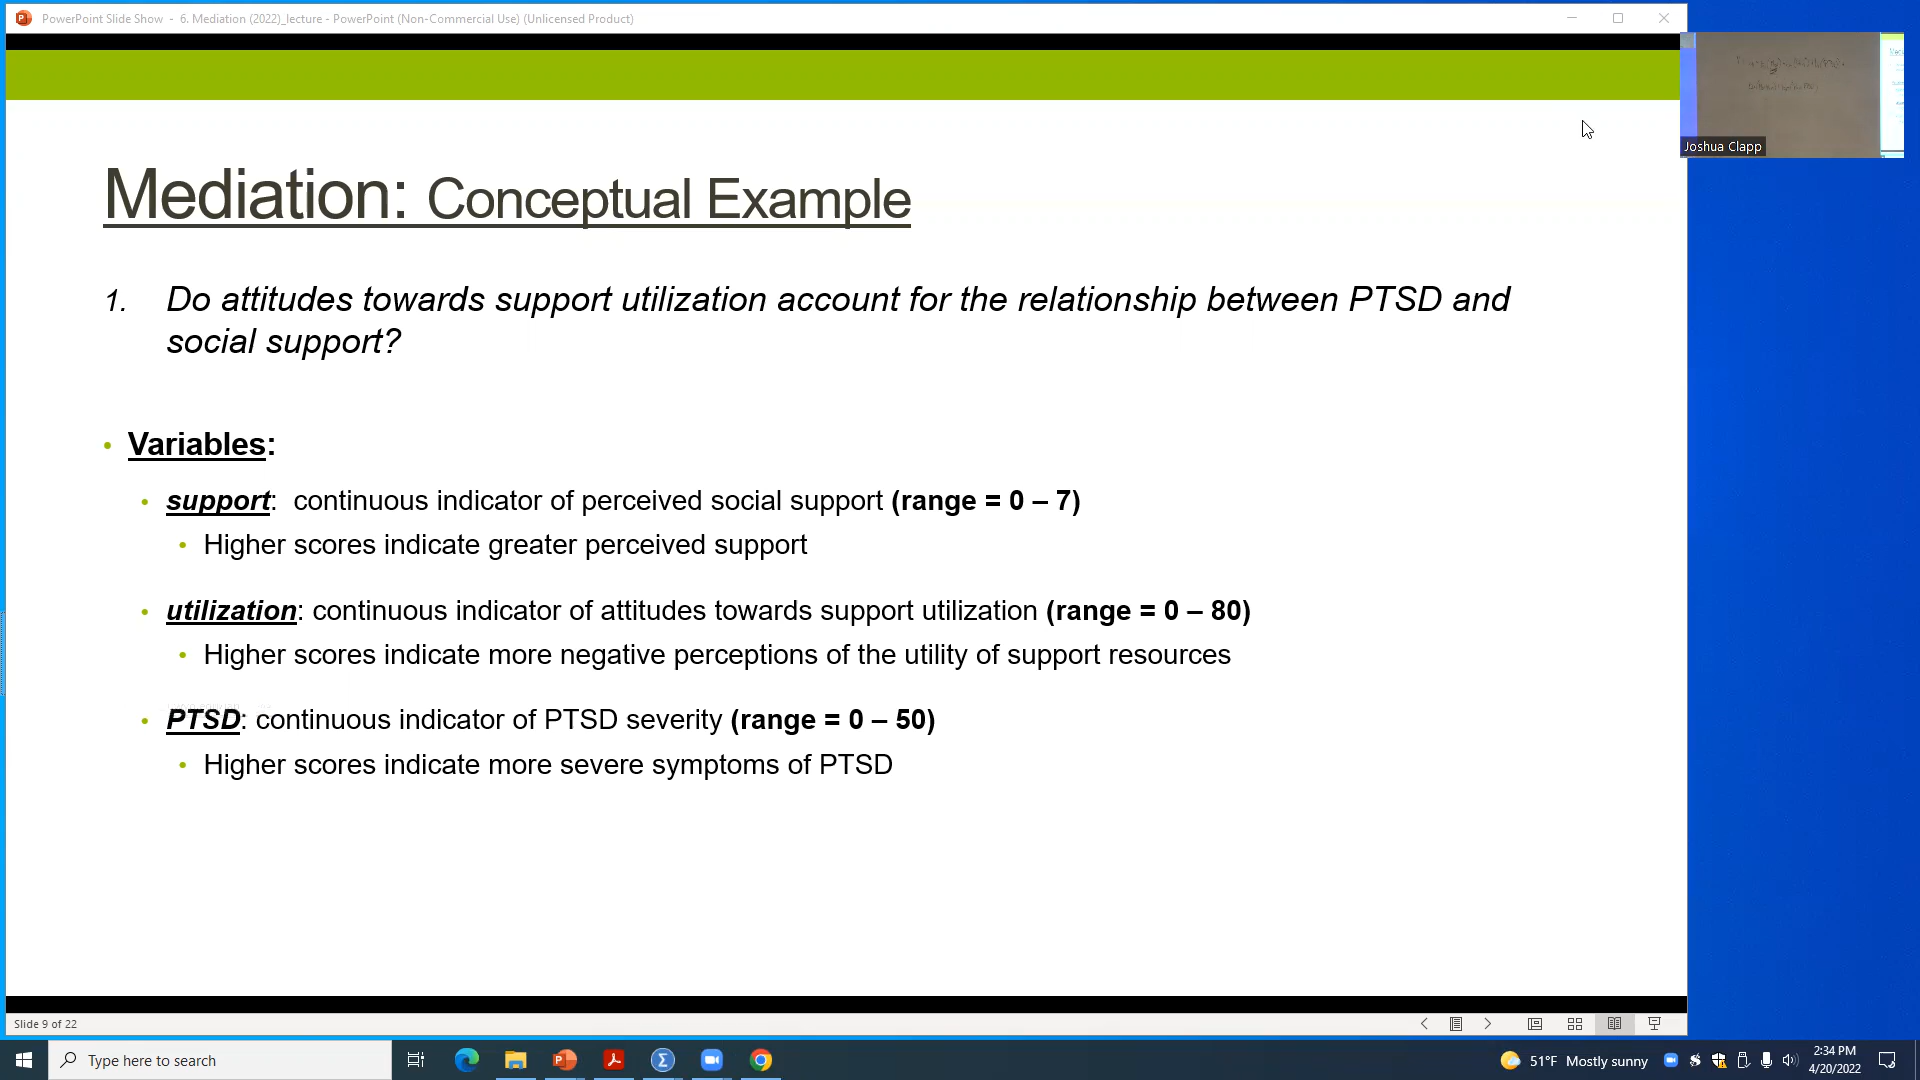 PowerPoint Slide Show - 6. Mediation (2022)_lecture - PowerPoint (Non-Commercial Use) (Unlicensed Product)
Joshua Clapp
Mediation: Conceptual Example
1. Do attitudes towards support utilization account for the relationship between PTSD and
social support?
• Variables:
• support: continuous indicator of perceived social support (range = 0 – 7)
• Higher scores indicate greater perceived support
• utilization: continuous indicator of attitudes towards support utilization (range = 0 – 80)
• Higher scores indicate more negative perceptions of the utility of support resources
• PTSD: continuous indicator of PTSD severity (range = 0 – 50)
• Higher scores indicate more severe symptoms of PTSD
Slide 9 of 22
Type here to search
51°F Mostly sunny
2:34 PM
4/20/2022